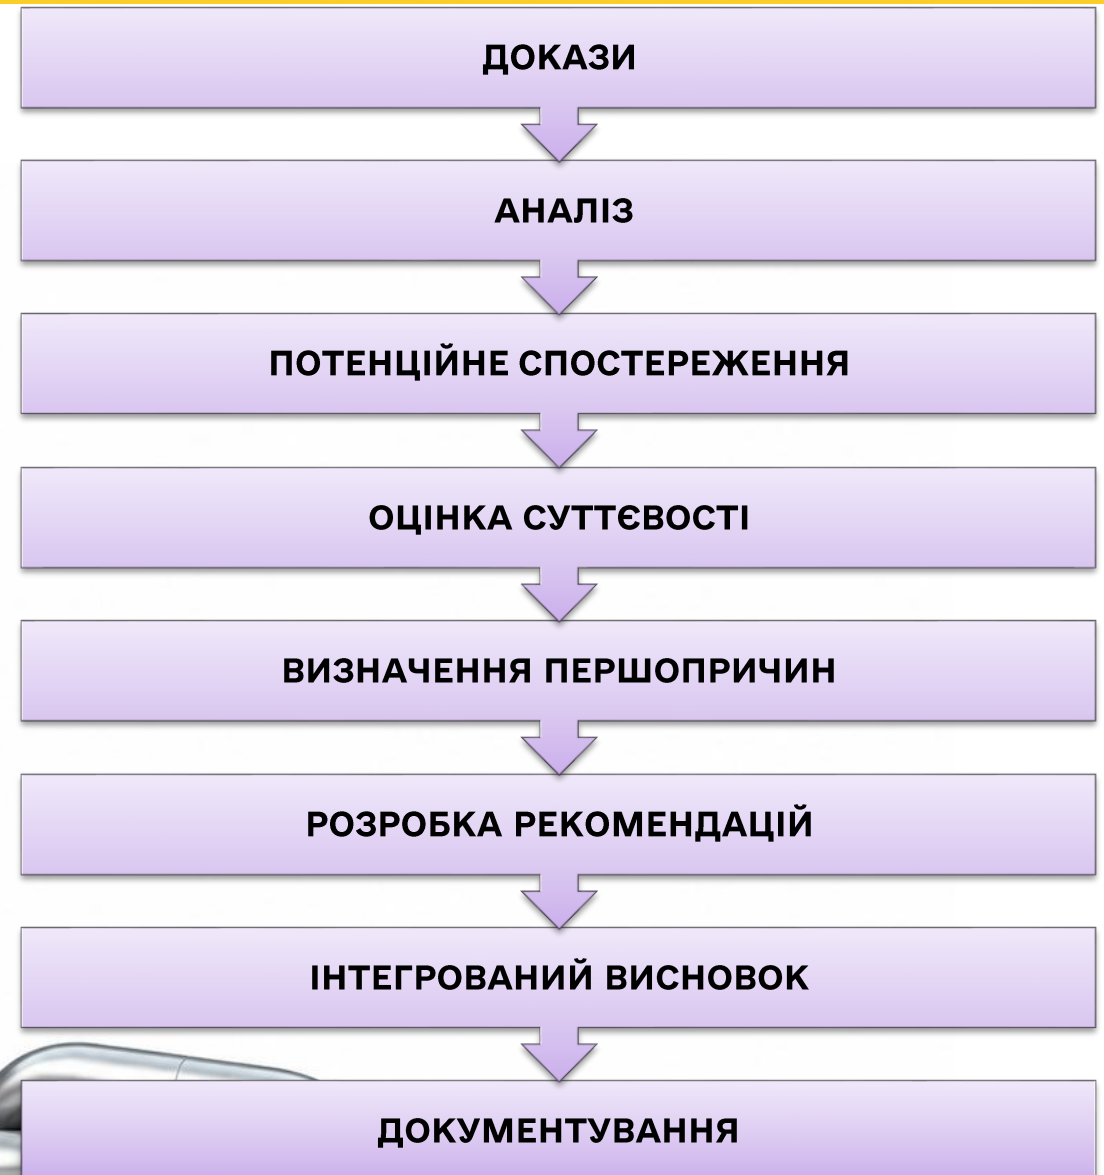 ДОКАЗИ
АНАЛІЗ
ПОТЕНЦІЙНЕ СПОСТЕРЕЖЕННЯ
ОЦІНКА СУТТЄВОСТІ
ВИЗНАЧЕННЯ ПЕРШОПРИЧИН
РОЗРОБКА РЕКОМЕНДАЦІЙ
ІНТЕГРОВАНИЙ ВИСНОВОК
ДОКУМЕНТУВАННЯ